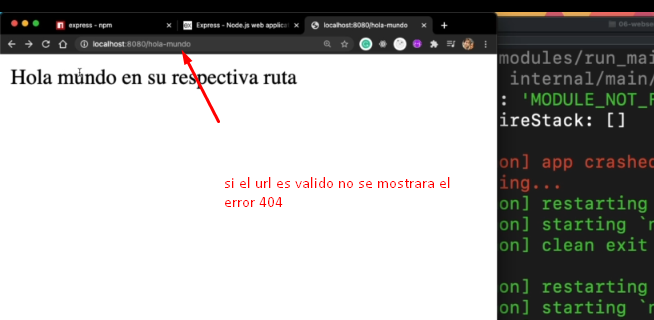 express - npm
Express - Node.js web applicat
localhost:8080/hola-mundo
06-webse
localhost:8080/hola-mundo
Hola mundo en su respectiva ruta
si el url es valido no se mostrara el
error 404
modules/run_mai
internal/main/
: 'MODULE_NOT_F
ireStack: []
on] app crashed
ing...
on] restarting
on] starting `n
on] clean exit
on] restarting
on] starting `n